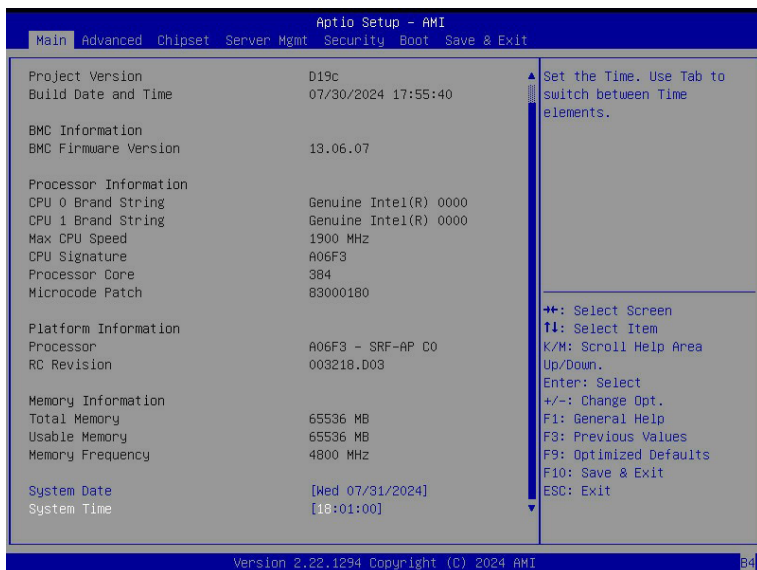 Aptio Setup - AMI
Main Advanced Chipset Server Mgmt Security Boot Save & Exit
Project Version D19c
Build Date and Time 07/30/2024 17:55:40
BMC Information
BMC Firmware Version 13.06.07
Processor Information
CPU 0 Brand String Genuine Intel(R) 0000
CPU 1 Brand String Genuine Intel(R) 0000
Max CPU Speed 1900 MHz
CPU Signature A06F3
Processor Core 384
Microcode Patch 83000180
Platform Information
Processor A06F3 - SRF-AP C0
RC Revision 003218.D03
Memory Information
Total Memory 65536 MB
Usable Memory 65536 MB
Memory Frequency 4800 MHz
System Date [Wed 07/31/2024]
System Time [18:01:00]
Set the Time. Use Tab to
switch between Time
elements.
→←: Select Screen
↑↓: Select Item
K/M: Scroll Help Area
Up/Down.
Enter: Select
+/-: Change Opt.
F1: General Help
F3: Previous Values
F9: Optimized Defaults
F10: Save & Exit
ESC: Exit
Version 2.22.1294 Copyright (C) 2024 AMI
B4